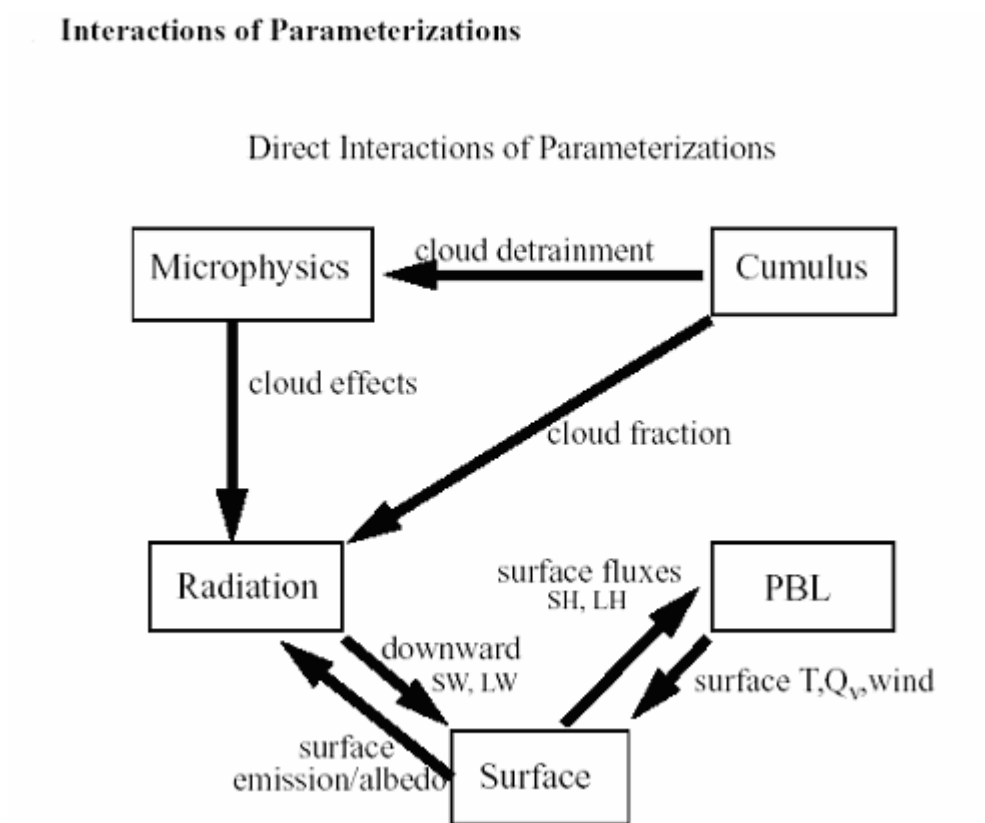 Interactions of Parameterizations
Direct Interactions of Parameterizations
Microphysics
cloud detrainment
Cumulus
cloud effects
cloud fraction
Radiation
surface fluxes
SH, LH
PBL
downward
SW, LW
surface T,Qv,wind
surface
emission/albedo
Surface